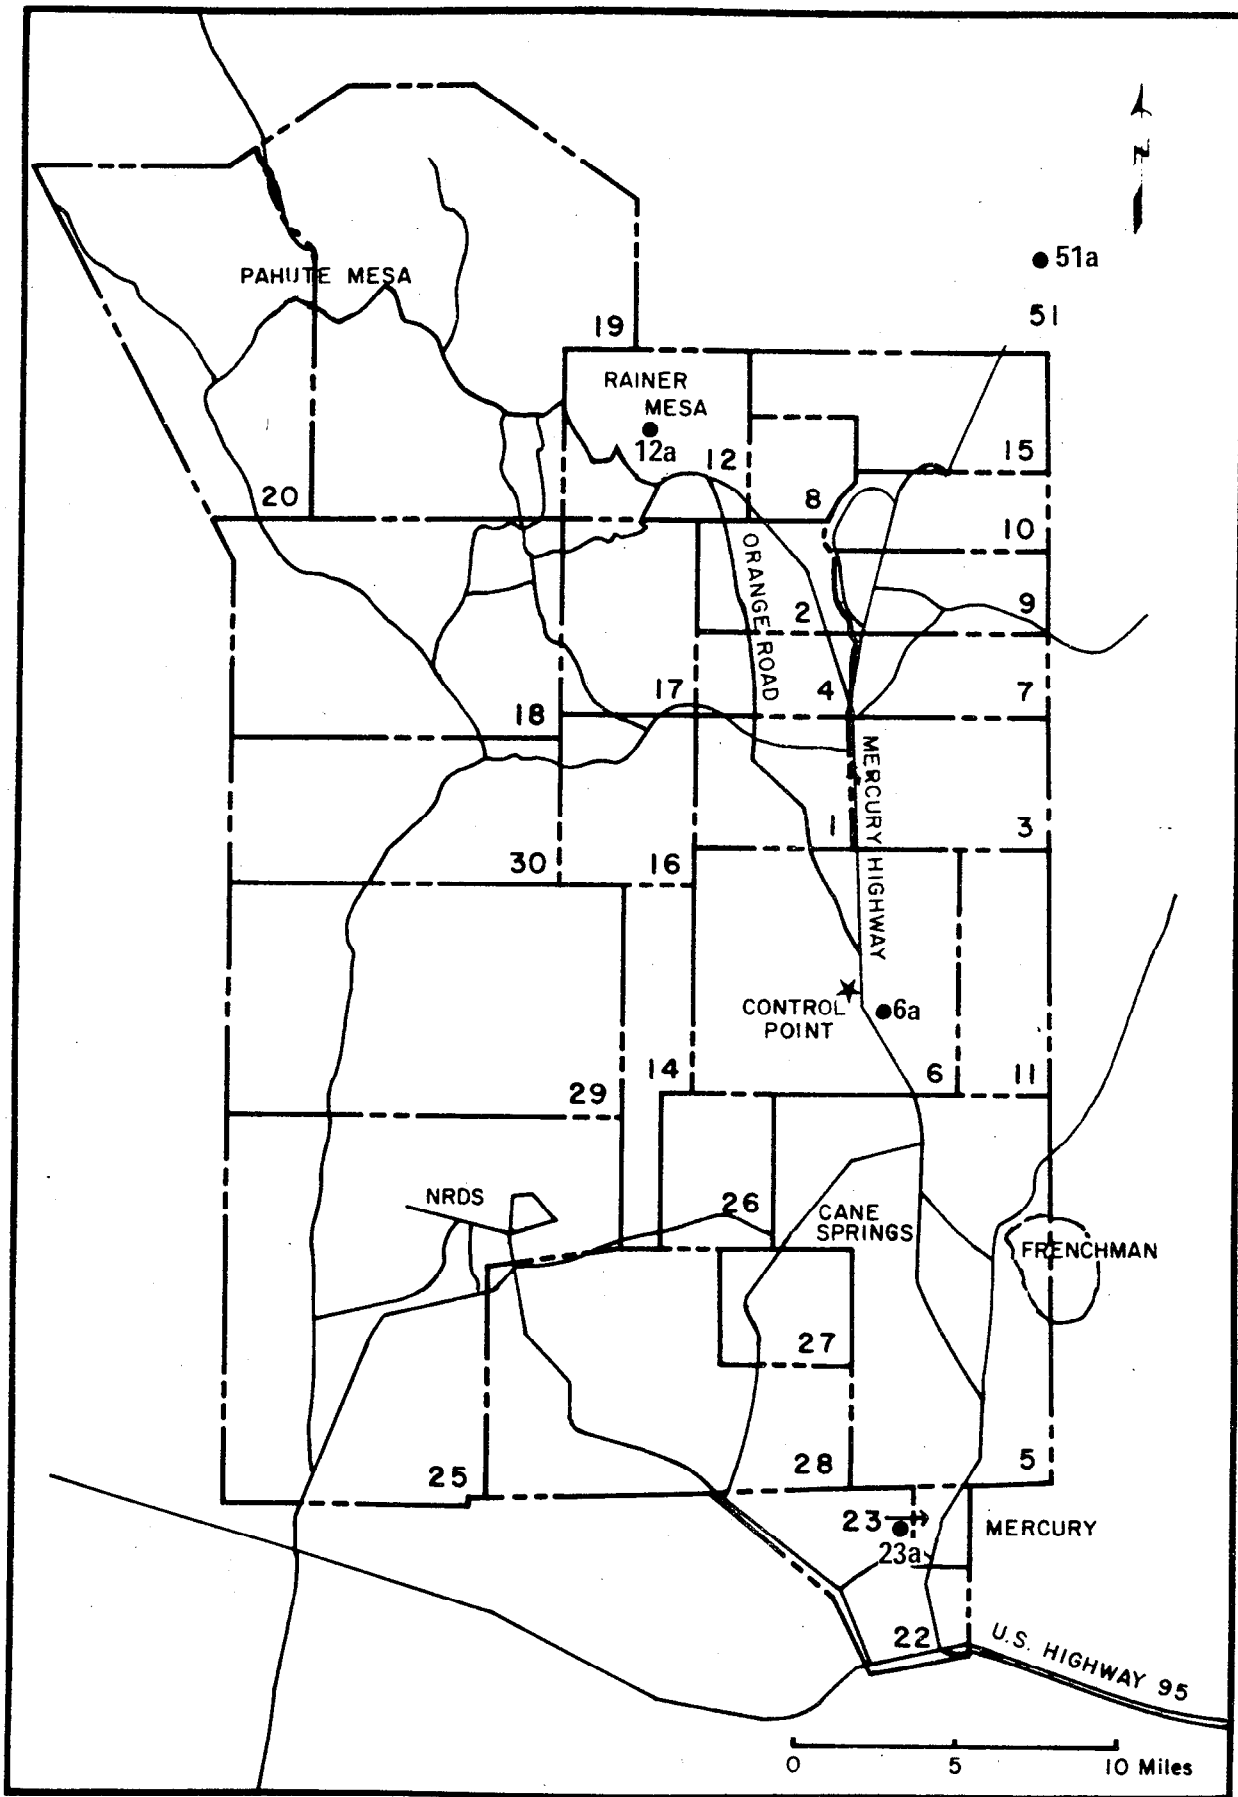 N
51a
PAHUTE MESA
51
19
RAINER
MESA
12a
12
15
20
8
10
ORANGE ROAD
2
9
17
4
7
18
MERCURY HIGHWAY
1
3
30
16
CONTROL
POINT
6a
14
6
11
29
NRDS
26
CANE
SPRINGS
FRENCHMAN
27
25
28
5
23
MERCURY
23a
22
U.S. HIGHWAY 95
0 5 10 Miles